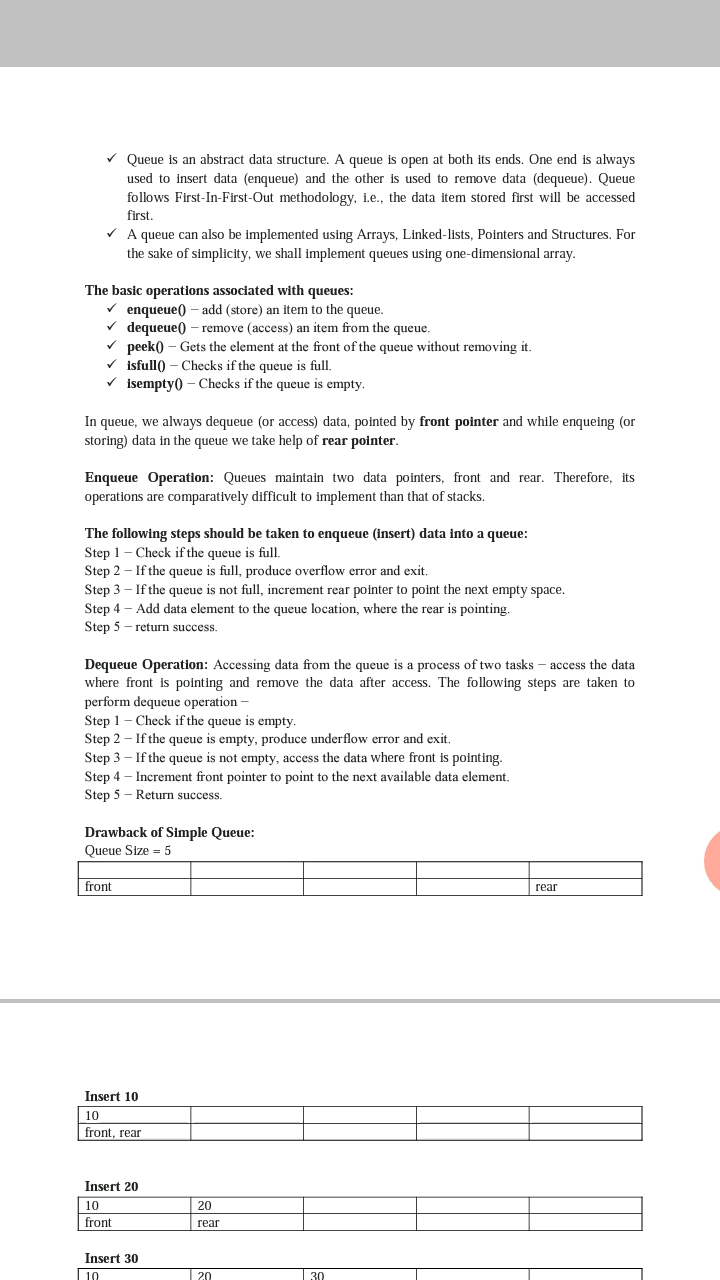 ✓ Queue is an abstract data structure. A queue is open at both its ends. One end is always
used to insert data (enqueue) and the other is used to remove data (dequeue). Queue
follows First-In-First-Out methodology, i.e., the data item stored first will be accessed
first.
✓ A queue can also be implemented using Arrays, Linked-lists, Pointers and Structures. For
the sake of simplicity, we shall implement queues using one-dimensional array.
The basic operations associated with queues:
✓ enqueue() − add (store) an item to the queue.
✓ dequeue() − remove (access) an item from the queue.
✓ peek() − Gets the element at the front of the queue without removing it.
✓ isfull() − Checks if the queue is full.
✓ isempty() − Checks if the queue is empty.
In queue, we always dequeue (or access) data, pointed by front pointer and while enqueing (or
storing) data in the queue we take help of rear pointer.
Enqueue Operation: Queues maintain two data pointers, front and rear. Therefore, its
operations are comparatively difficult to implement than that of stacks.
The following steps should be taken to enqueue (insert) data into a queue:
Step 1 − Check if the queue is full.
Step 2 − If the queue is full, produce overflow error and exit.
Step 3 − If the queue is not full, increment rear pointer to point the next empty space.
Step 4 − Add data element to the queue location, where the rear is pointing.
Step 5 − return success.
Dequeue Operation: Accessing data from the queue is a process of two tasks − access the data
where front is pointing and remove the data after access. The following steps are taken to
perform dequeue operation −
Step 1 − Check if the queue is empty.
Step 2 − If the queue is empty, produce underflow error and exit.
Step 3 − If the queue is not empty, access the data where front is pointing.
Step 4 − Increment front pointer to point to the next available data element.
Step 5 − Return success.
Drawback of Simple Queue:
Queue Size = 5
front rear
Insert 10
10
front, rear
Insert 20
10 20
front rear
Insert 30
10 20 30